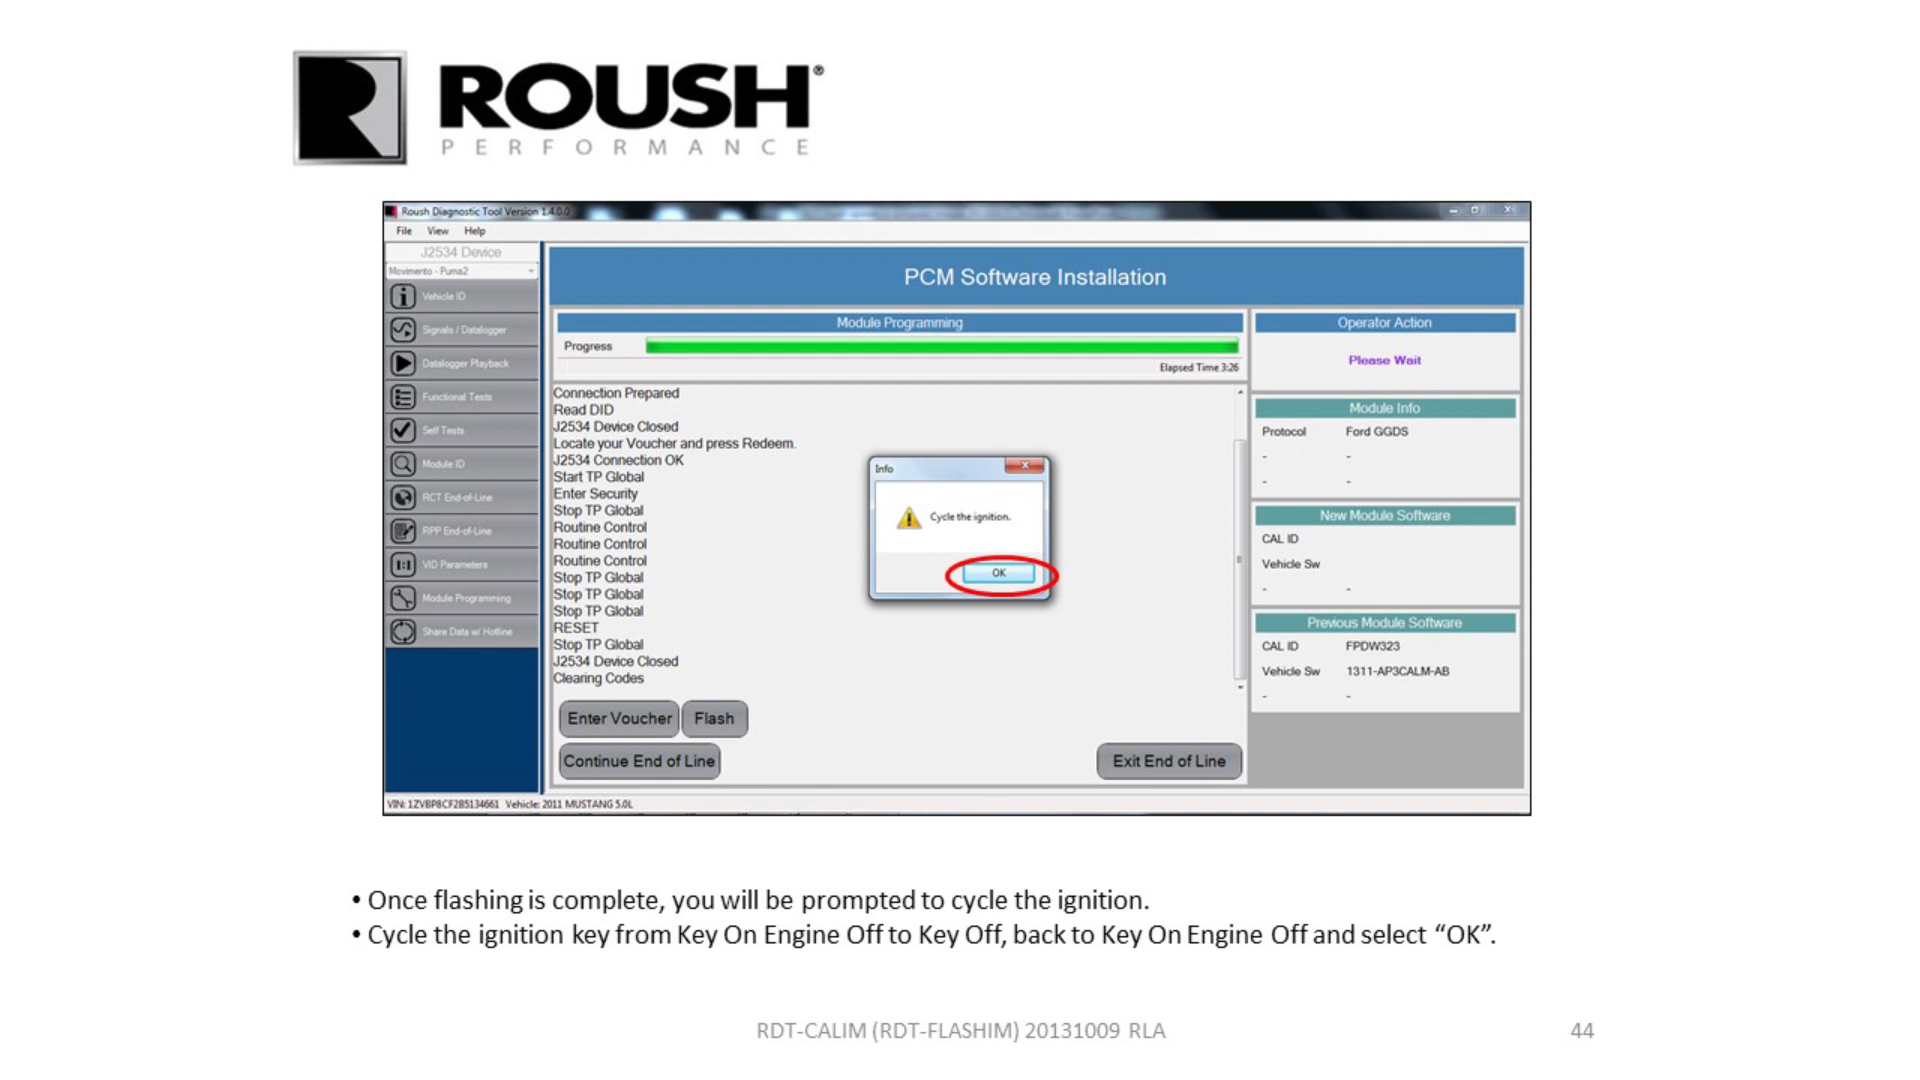 ROUSH®
PERFORMANCE
Roush Diagnostic Tool Version 1.4.0.0
File View Help
J2534 Device
Movimento - Puma2
Vehicle ID
Signals / Datalogger
Datalogger Playback
Functional Tests
Self Tests
Module ID
RCT End-of-Line
RPP End-of-Line
VID Parameters
Module Programming
Share Data w/ Hotline
PCM Software Installation
Module Programming
Progress
Elapsed Time 3:26
Connection Prepared
Read DID
J2534 Device Closed
Locate your Voucher and press Redeem.
J2534 Connection OK
Start TP Global
Enter Security
Stop TP Global
Routine Control
Routine Control
Routine Control
Stop TP Global
Stop TP Global
Stop TP Global
RESET
Stop TP Global
J2534 Device Closed
Clearing Codes
Info
Cycle the ignition.
OK
Enter Voucher Flash
Continue End of Line Exit End of Line
Operator Action
Please Wait
Module Info
Protocol Ford GGDS
- -
- -
New Module Software
CAL ID
Vehicle Sw
- -
Previous Module Software
CAL ID FPDW323
Vehicle Sw 1311-AP3CALM-AB
- -
VIN: 1ZVBP8CF2B5134661 Vehicle: 2011 MUSTANG 5.0L
• Once flashing is complete, you will be prompted to cycle the ignition.
• Cycle the ignition key from Key On Engine Off to Key Off, back to Key On Engine Off and select “OK”.
RDT-CALIM (RDT-FLASHIM) 20131009 RLA 44